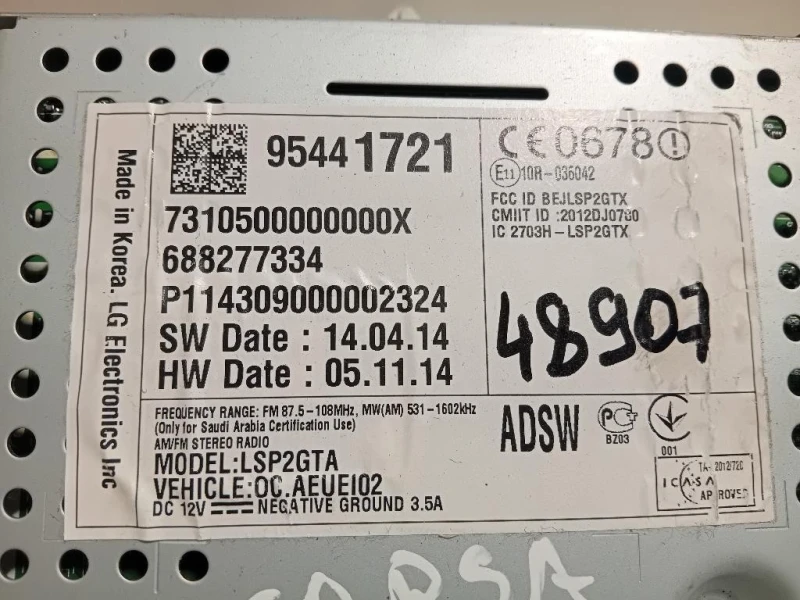 95441721
7310500000000X
688277334
P114309000002324
SW Date : 14.04.14
HW Date : 05.11.14
CE0678
E11 10R-036042
FCC ID BEJLSP2GTX
CMIIT ID :2012DJ0780
IC 2703H-LSP2GTX
48907
Made in Korea. LG Electronics Inc
FREQUENCY RANGE: FM 87.5-108MHz, MW(AM) 531-1602kHz
(Only for Saudi Arabia Certification Use)
AM/FM STEREO RADIO
MODEL:LSP2GTA
VEHICLE:OC.AEUEI02
DC 12V NEGATIVE GROUND 3.5A
ADSW
BZ03
001
TA-2012/720
ICASA
APPROVED